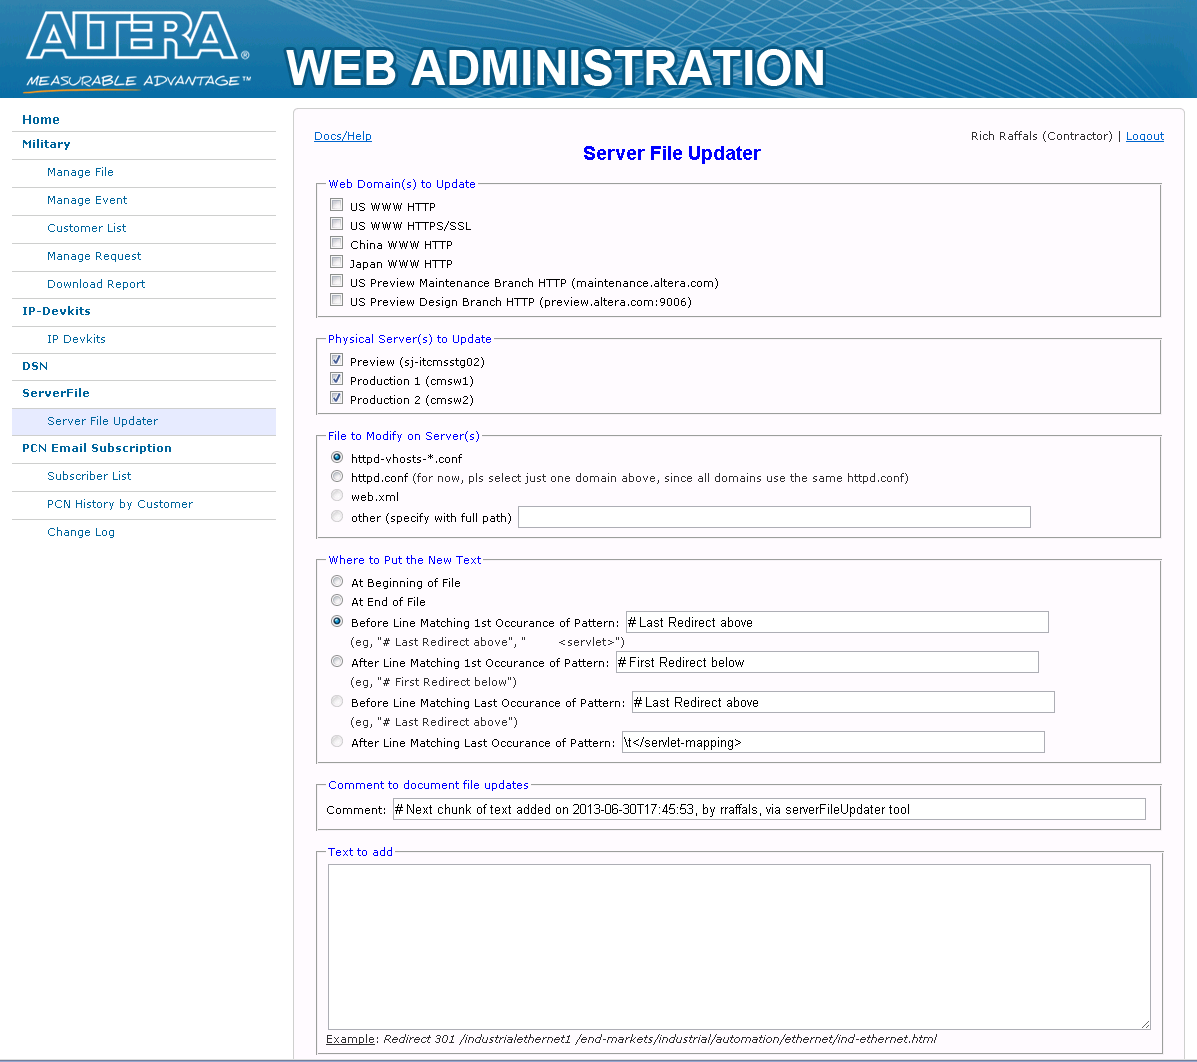 ALTERA®
MEASURABLE ADVANTAGE™
WEB ADMINISTRATION
Home
Military
Manage File
Manage Event
Customer List
Manage Request
Download Report
IP-Devkits
IP Devkits
DSN
ServerFile
Server File Updater
PCN Email Subscription
Subscriber List
PCN History by Customer
Change Log
Docs/Help
Rich Raffals (Contractor) | Logout
Server File Updater
Web Domain(s) to Update
US WWW HTTP
US WWW HTTPS/SSL
China WWW HTTP
Japan WWW HTTP
US Preview Maintenance Branch HTTP (maintenance.altera.com)
US Preview Design Branch HTTP (preview.altera.com:9006)
Physical Server(s) to Update
Preview (sj-itcmsstg02)
Production 1 (cmsw1)
Production 2 (cmsw2)
File to Modify on Server(s)
httpd-vhosts-*.conf
httpd.conf (for now, pls select just one domain above, since all domains use the same httpd.conf)
web.xml
other (specify with full path)
Where to Put the New Text
At Beginning of File
At End of File
Before Line Matching 1st Occurance of Pattern: # Last Redirect above
(eg, "# Last Redirect above", "        <servlet>")
After Line Matching 1st Occurance of Pattern: # First Redirect below
(eg, "# First Redirect below")
Before Line Matching Last Occurance of Pattern: # Last Redirect above
(eg, "# Last Redirect above")
After Line Matching Last Occurance of Pattern: \t</servlet-mapping>
Comment to document file updates
Comment: # Next chunk of text added on 2013-06-30T17:45:53, by rraffals, via serverFileUpdater tool
Text to add
Example: Redirect 301 /industrialethernet1 /end-markets/industrial/automation/ethernet/ind-ethernet.html